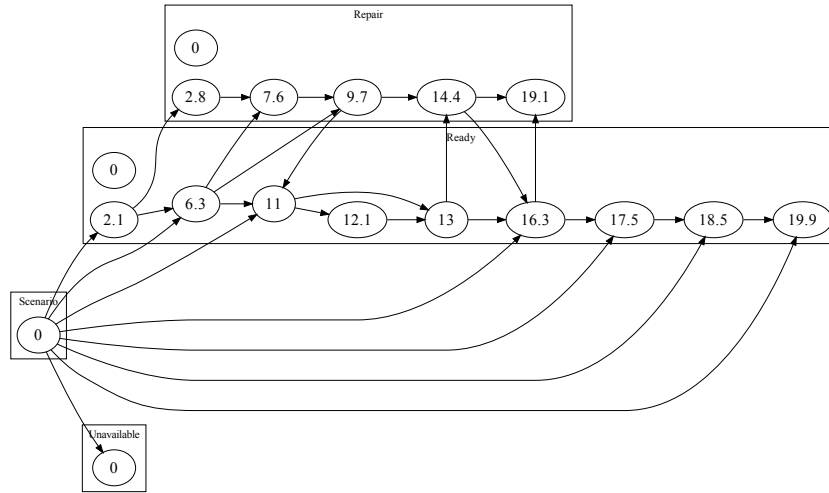 Repair
0
2.8 7.6 9.7 14.4 19.1
Ready
0
2.1 6.3 11 12.1 13 16.3 17.5 18.5 19.9
Scenario
0
Unavailable
0